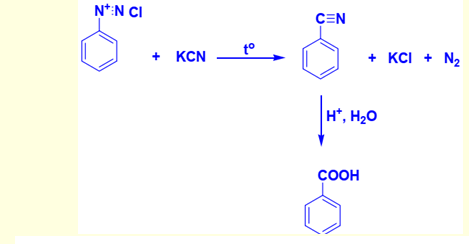 N⁺⫶N Cl
C≡N
+ KCN t° + KCl + N₂
H⁺, H₂O
COOH